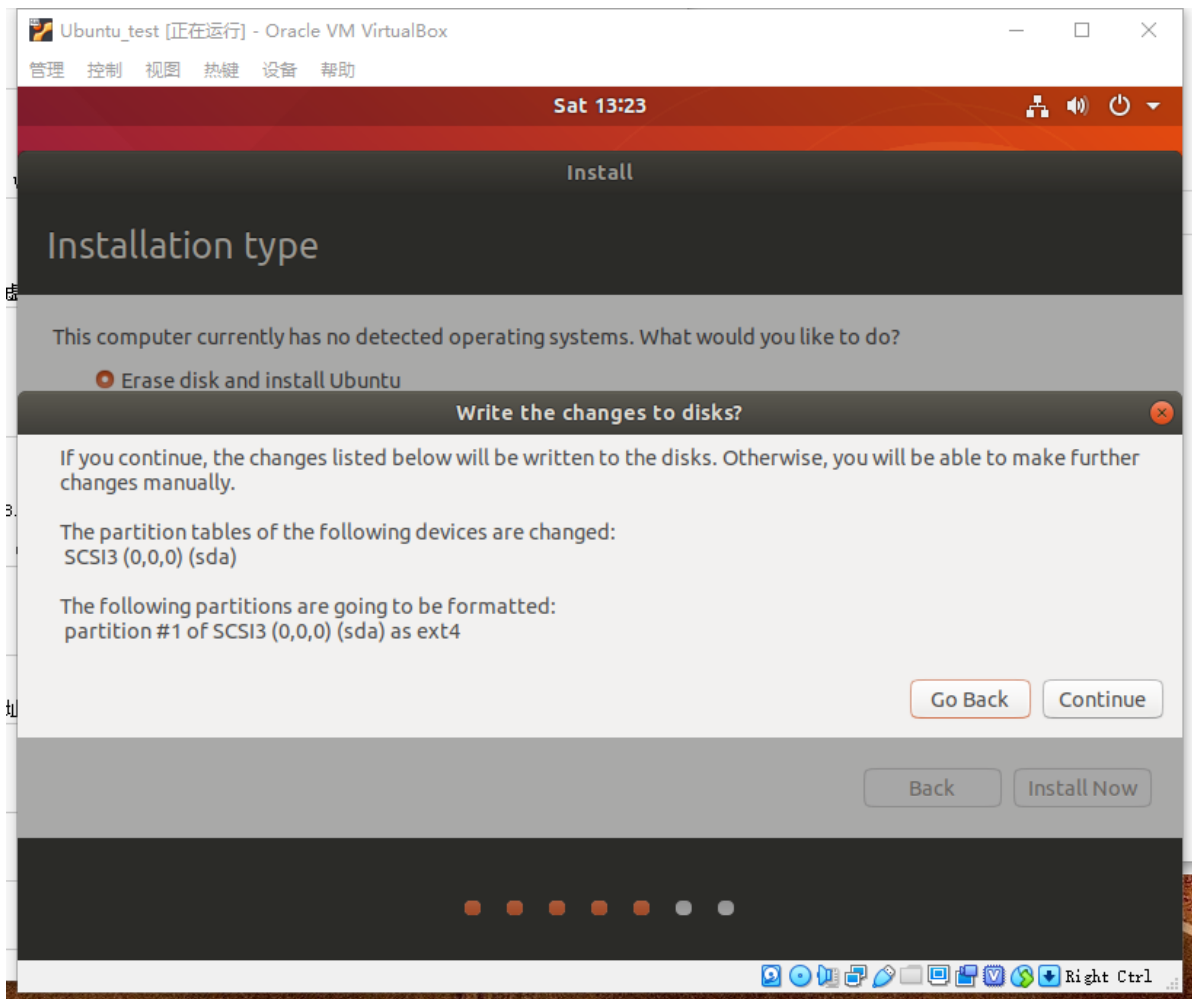 Ubuntu_test [正在运行] - Oracle VM VirtualBox
管理 控制 视图 热键 设备 帮助
Sat 13:23
Install
Installation type
This computer currently has no detected operating systems. What would you like to do?
Erase disk and install Ubuntu
Write the changes to disks?
If you continue, the changes listed below will be written to the disks. Otherwise, you will be able to make further
changes manually.
The partition tables of the following devices are changed:
SCSI3 (0,0,0) (sda)
The following partitions are going to be formatted:
partition #1 of SCSI3 (0,0,0) (sda) as ext4
Go Back Continue
Back Install Now
Right Ctrl